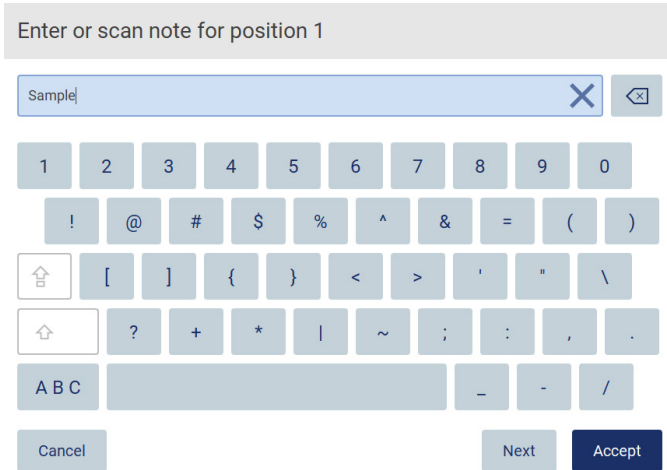 Enter or scan note for position 1
Sample
1 2 3 4 5 6 7 8 9 0
! @ # $ % ^ & = ( )
[ ] { } < > ' " \
? + * | ~ ; : , .
A B C _ - /
Cancel Next Accept